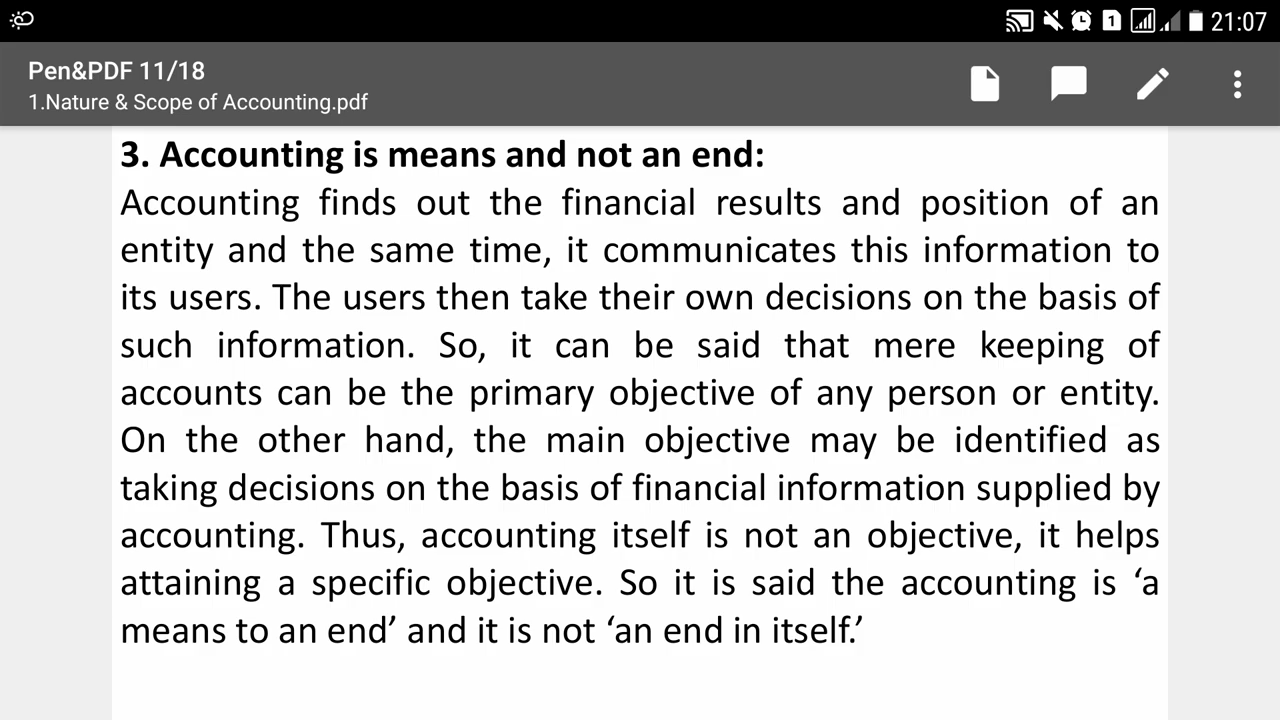 1 21:07
Pen&PDF 11/18
1.Nature & Scope of Accounting.pdf
3. Accounting is means and not an end:
Accounting finds out the financial results and position of an
entity and the same time, it communicates this information to
its users. The users then take their own decisions on the basis of
such information. So, it can be said that mere keeping of
accounts can be the primary objective of any person or entity.
On the other hand, the main objective may be identified as
taking decisions on the basis of financial information supplied by
accounting. Thus, accounting itself is not an objective, it helps
attaining a specific objective. So it is said the accounting is ‘a
means to an end’ and it is not ‘an end in itself.’